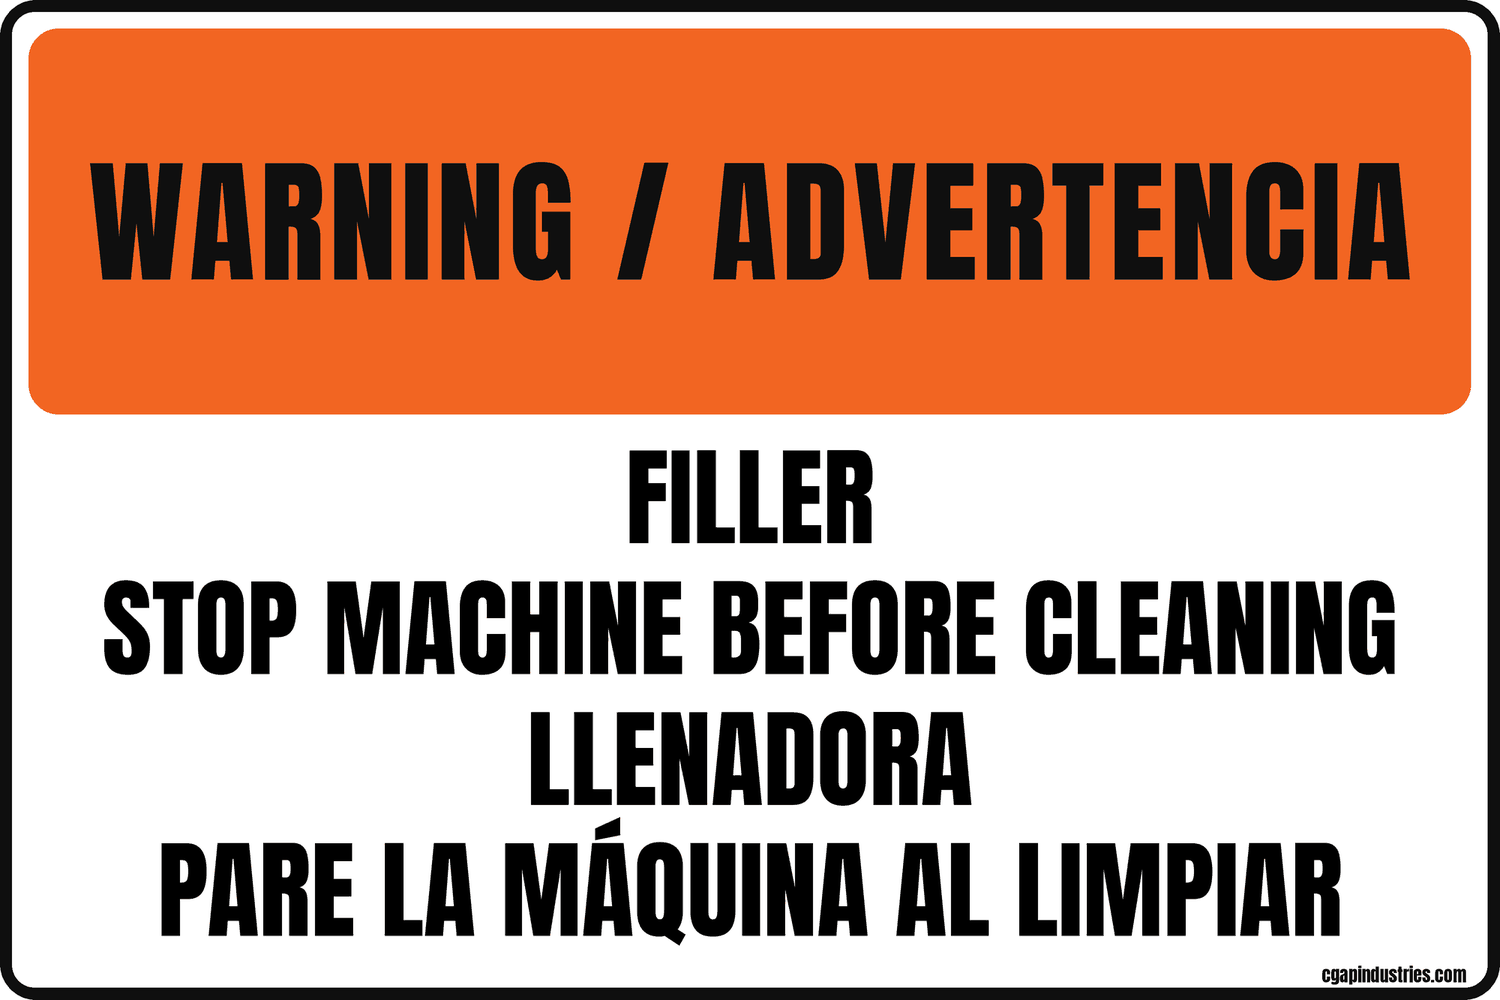 WARNING / ADVERTENCIA
FILLER
STOP MACHINE BEFORE CLEANING
LLENADORA
PARE LA MÁQUINA AL LIMPIAR
cgapindustries.com